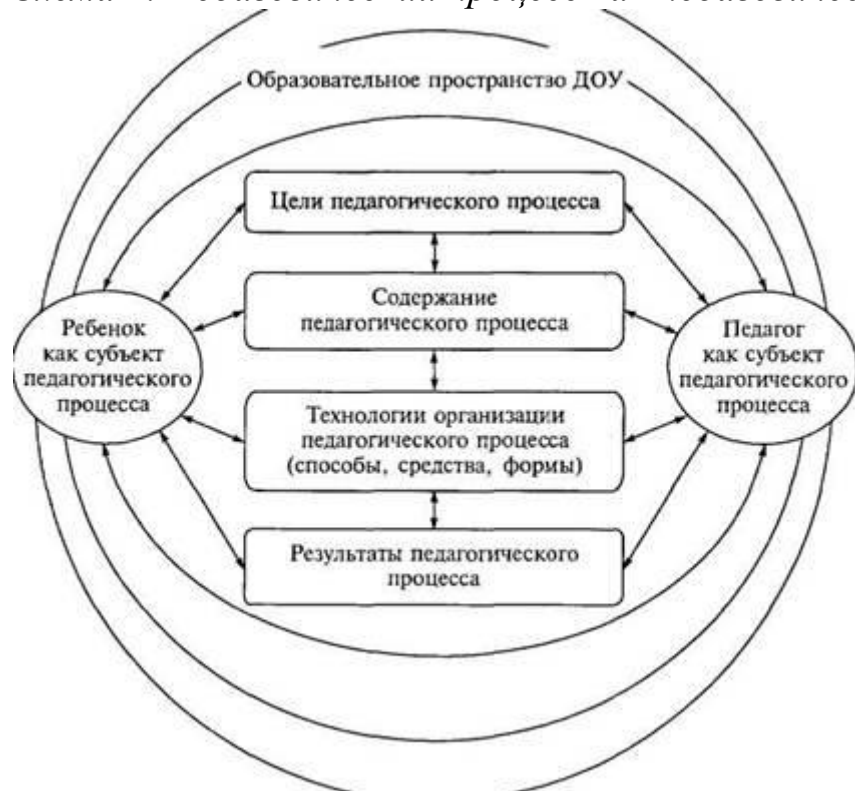 Образовательное пространство ДОУ
Цели педагогического процесса
Содержание
педагогического процесса
Ребенок
как субъект
педагогического
процесса
Педагог
как субъект
педагогического
процесса
Технологии организации
педагогического процесса
(способы, средства, формы)
Результаты педагогического
процесса